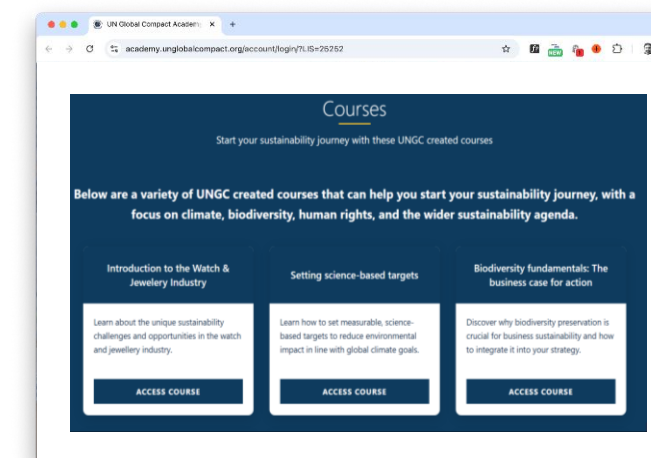 UN Global Compact Academy
academy.unglobalcompact.org/account/login/?LIS=26252
NEW
Courses
Start your sustainability journey with these UNGC created courses
Below are a variety of UNGC created courses that can help you start your sustainability journey, with a
focus on climate, biodiversity, human rights, and the wider sustainability agenda.
Introduction to the Watch &
Jewelery Industry
Learn about the unique sustainability
challenges and opportunities in the watch
and jewellery industry.
ACCESS COURSE
Setting science-based targets
Learn how to set measurable, science-
based targets to reduce environmental
impact in line with global climate goals.
ACCESS COURSE
Biodiversity fundamentals: The
business case for action
Discover why biodiversity preservation is
crucial for business sustainability and how
to integrate it into your strategy.
ACCESS COURSE